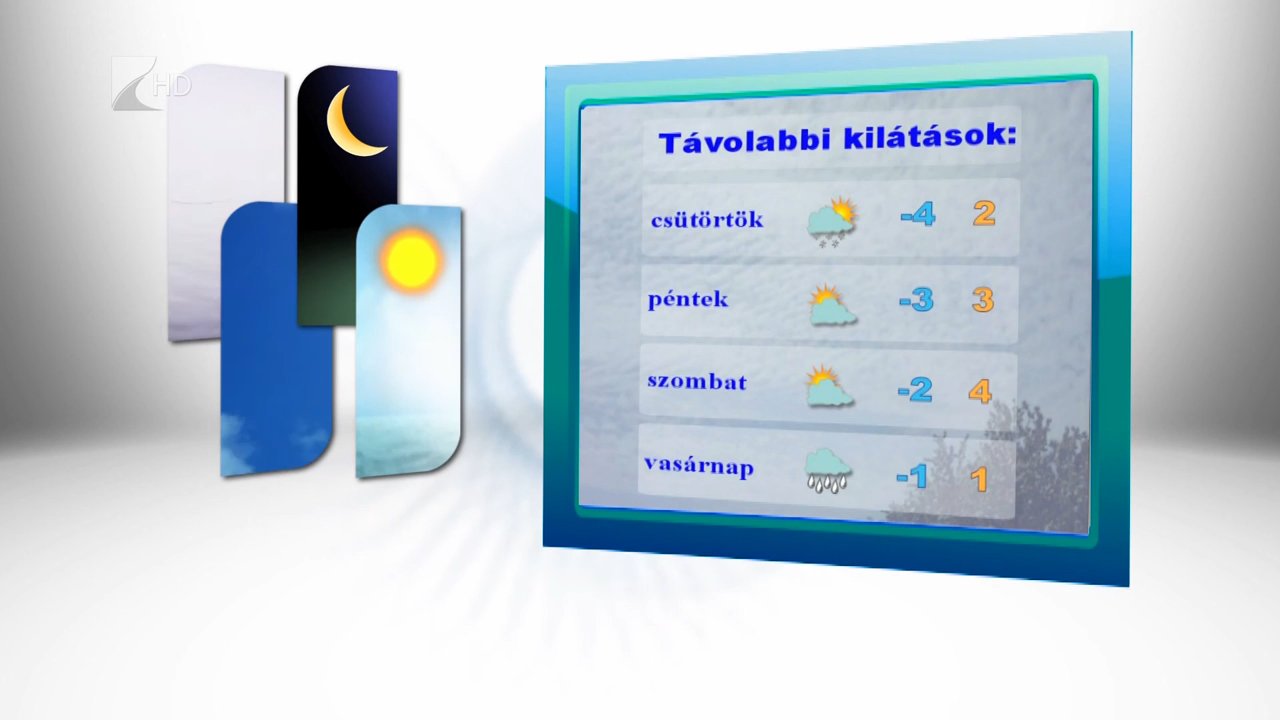 HD
Távolabbi kilátások:
csütörtök -4 2
péntek -3 3
szombat -2 4
vasárnap -1 1